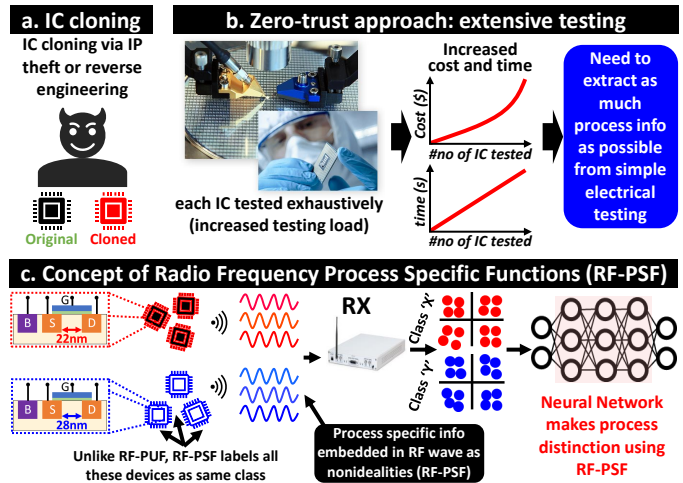 a. IC cloning
IC cloning via IP
theft or reverse
engineering
Original
Cloned
b. Zero-trust approach: extensive testing
each IC tested exhaustively
(increased testing load)
Increased
cost and time
Cost ($)
#no of IC tested
time (s)
#no of IC tested
Need to
extract as
much
process info
as possible
from simple
electrical
testing
c. Concept of Radio Frequency Process Specific Functions (RF-PSF)
G
B
S
D
22nm
G
B
S
D
28nm
Unlike RF-PUF, RF-PSF labels all
these devices as same class
RX
Process specific info
embedded in RF wave as
nonidealities (RF-PSF)
Class 'X'
Class 'Y'
Neural Network
makes process
distinction using
RF-PSF